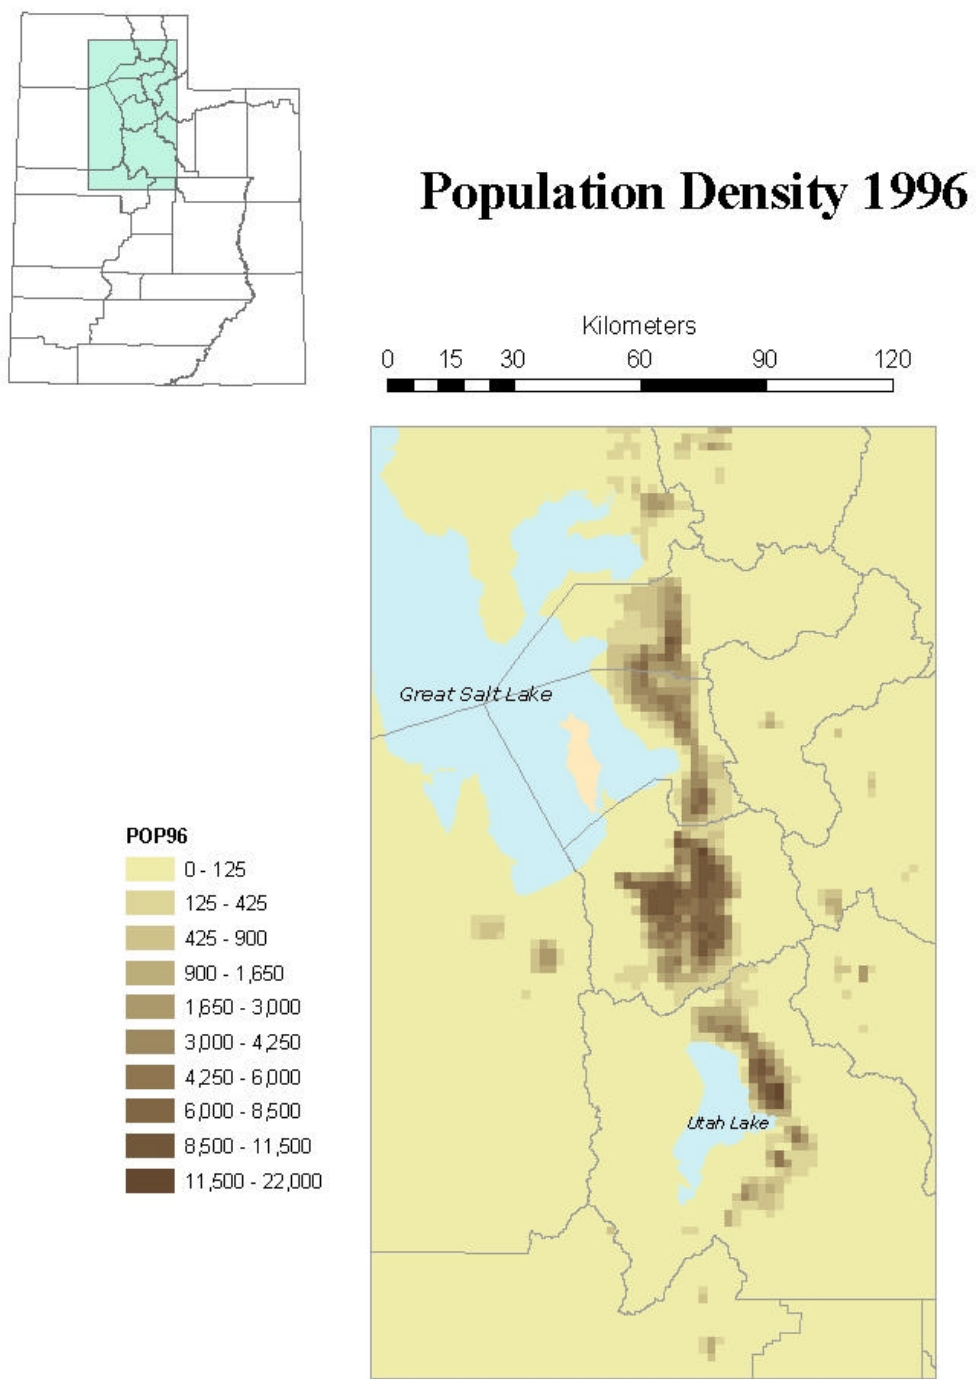 Population Density 1996
Kilometers
0 15 30 60 90 120
Great Salt Lake
POP96
0 - 125
125 - 425
425 - 900
900 - 1,650
1,650 - 3,000
3,000 - 4,250
4,250 - 6,000
6,000 - 8,500
8,500 - 11,500
11,500 - 22,000
Utah Lake